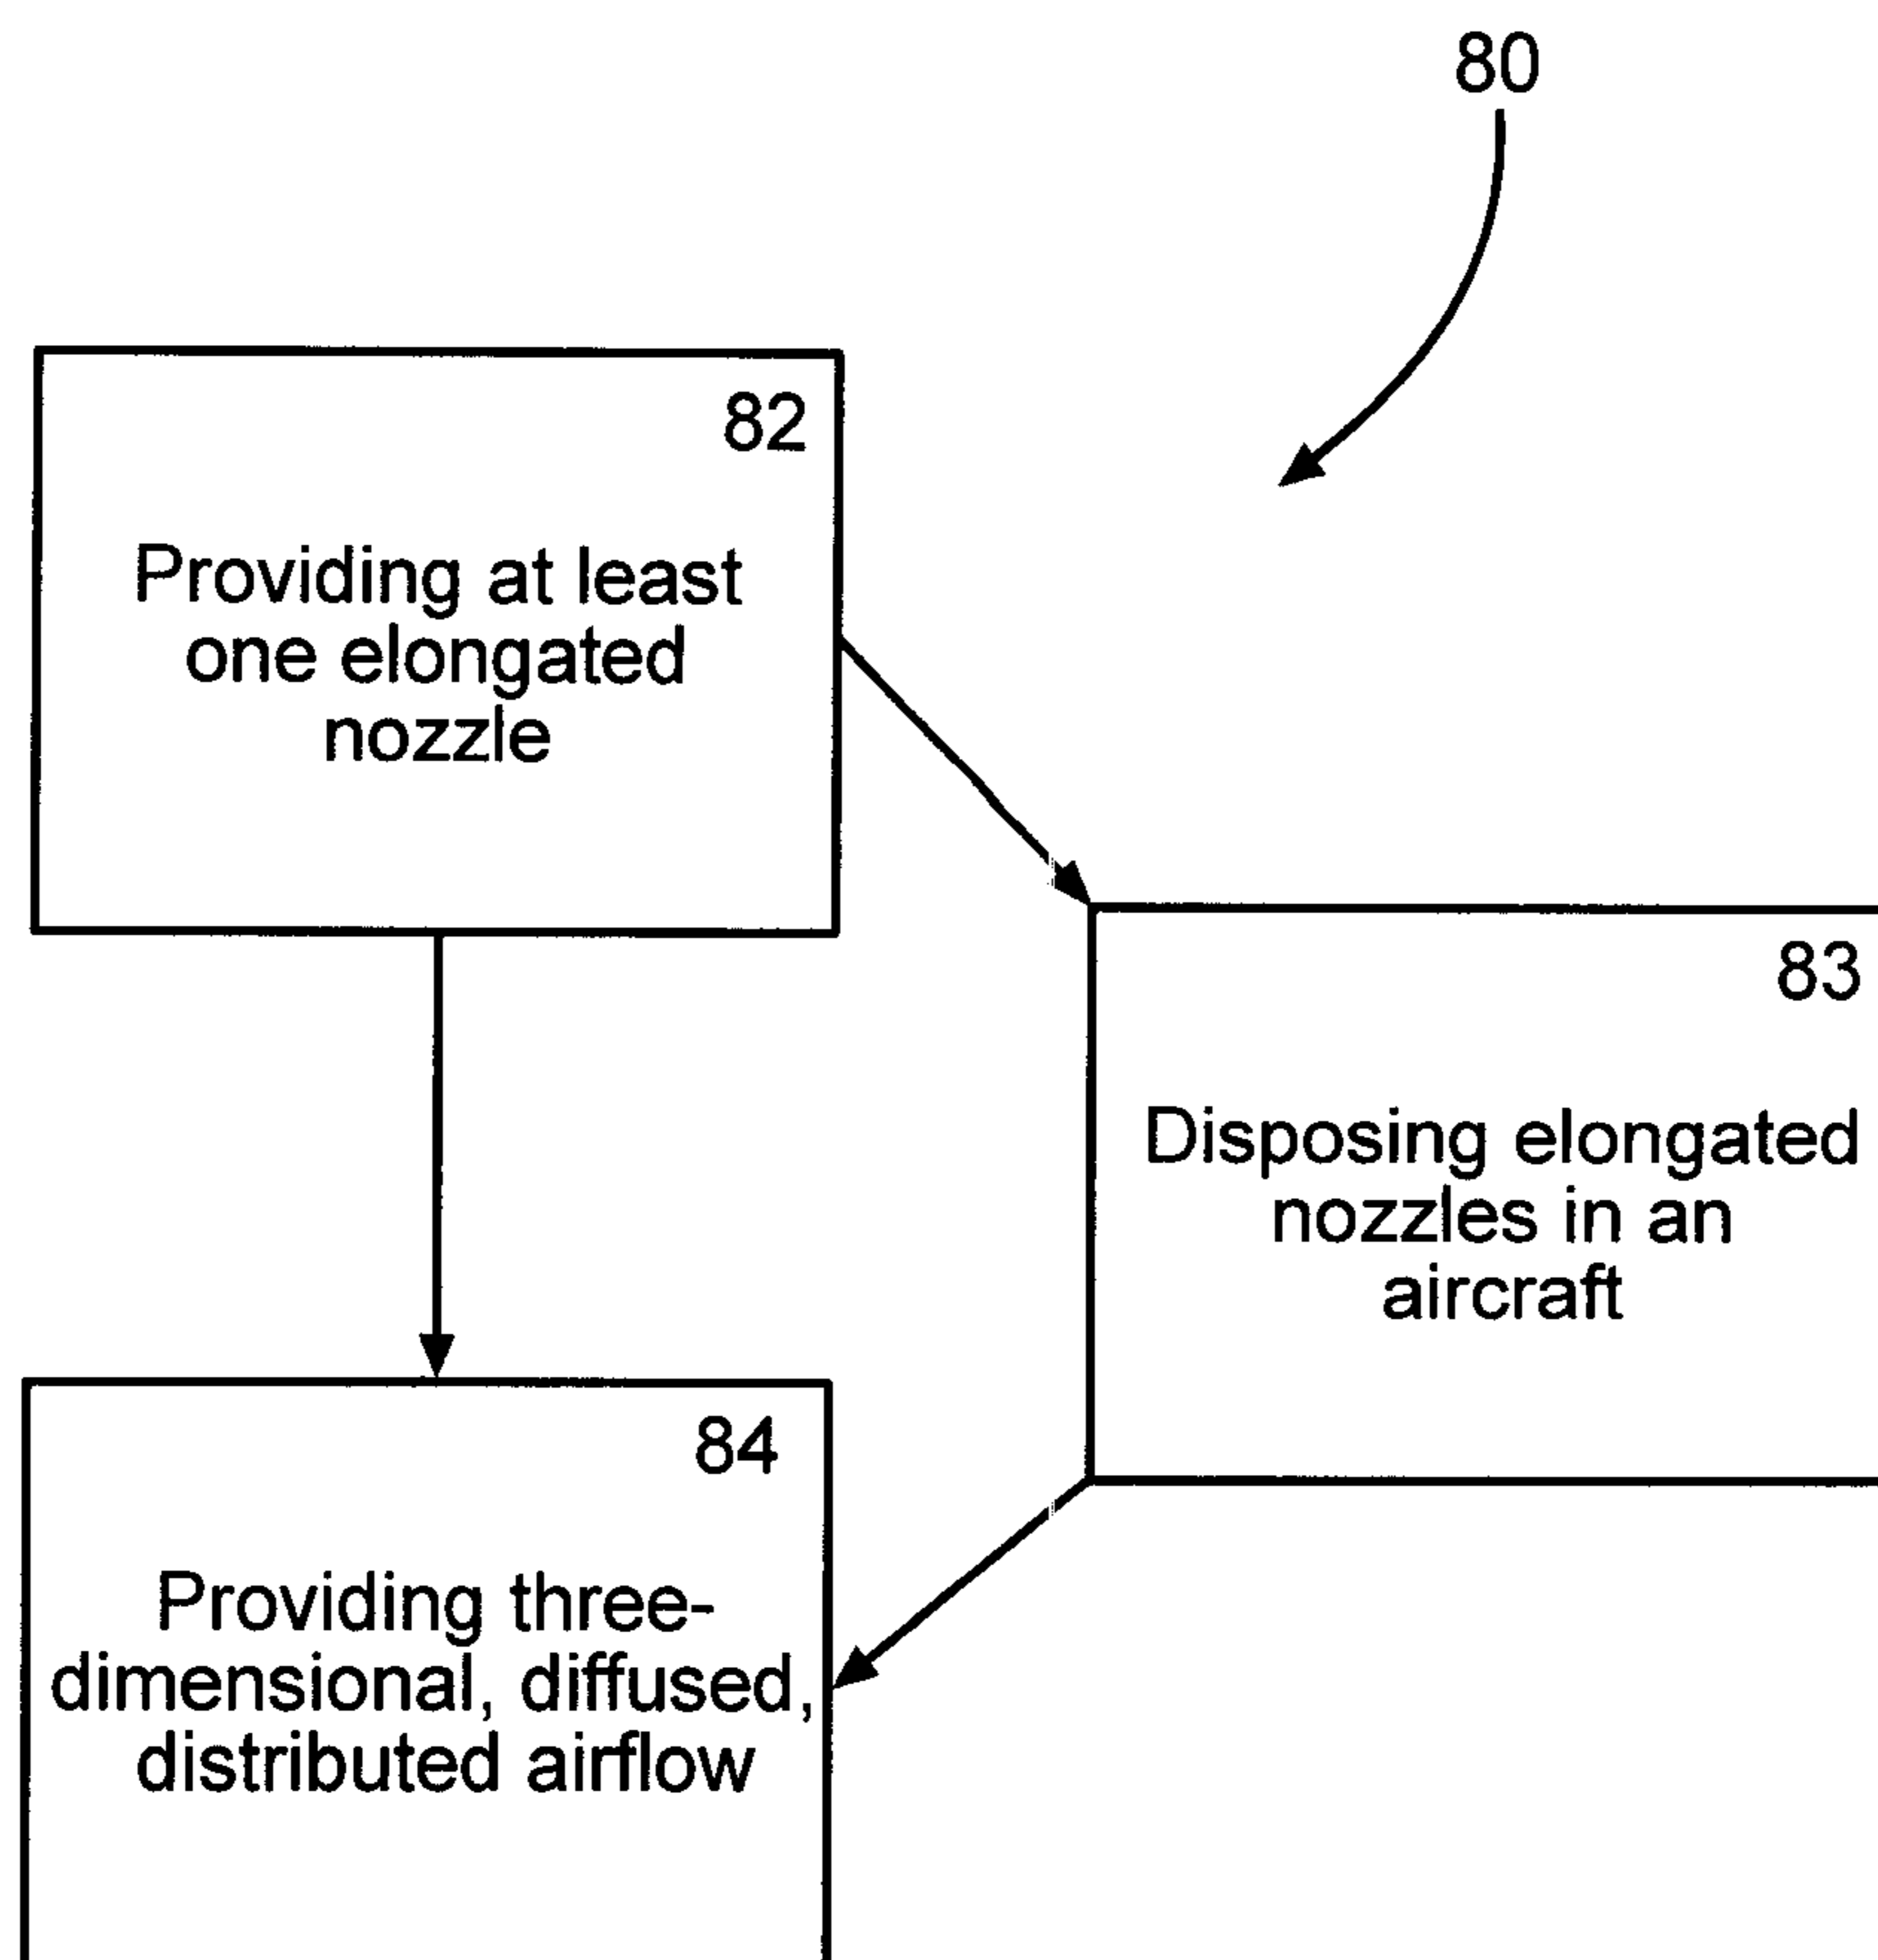 80
82
Providing at least
one elongated
nozzle
83
Disposing elongated
nozzles in an
aircraft
84
Providing three-
dimensional, diffused,
distributed airflow